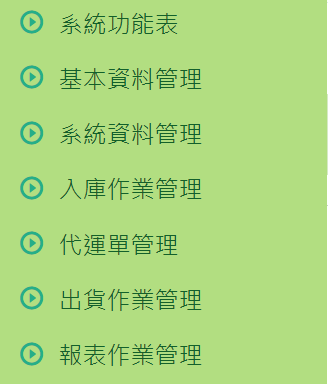 系統功能表
基本資料管理
系統資料管理
入庫作業管理
代運單管理
出貨作業管理
報表作業管理